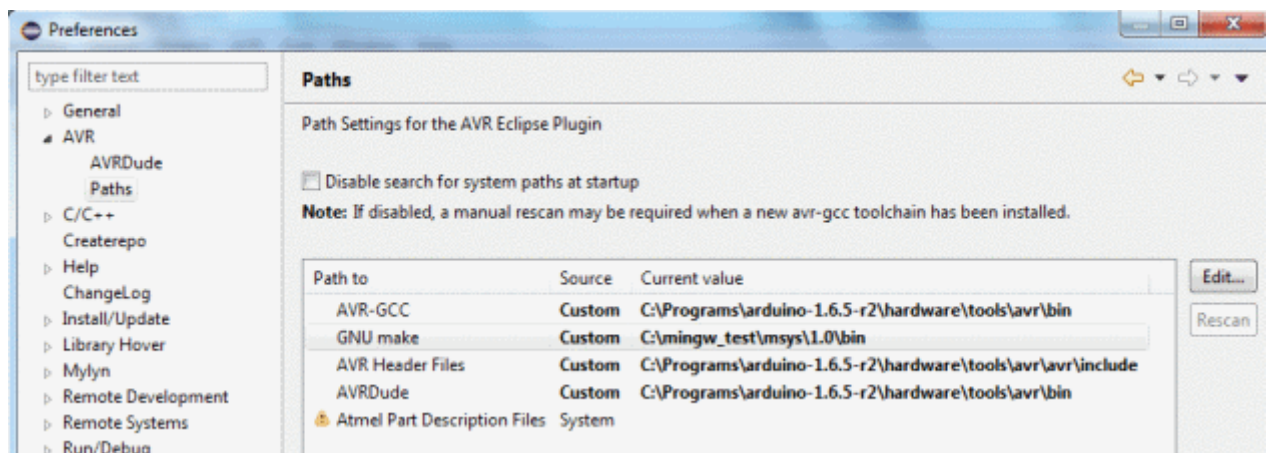 Preferences
type filter text
General
AVR
AVRDude
Paths
C/C++
Createrepo
Help
ChangeLog
Install/Update
Library Hover
Mylyn
Remote Development
Remote Systems
Run/Debug
Paths
Path Settings for the AVR Eclipse Plugin
Disable search for system paths at startup
Note: If disabled, a manual rescan may be required when a new avr-gcc toolchain has been installed.
Path to Source Current value
AVR-GCC Custom C:\Programs\arduino-1.6.5-r2\hardware\tools\avr\bin
GNU make Custom C:\mingw_test\msys\1.0\bin
AVR Header Files Custom C:\Programs\arduino-1.6.5-r2\hardware\tools\avr\avr\include
AVRDude Custom C:\Programs\arduino-1.6.5-r2\hardware\tools\avr\bin
Atmel Part Description Files System
Edit...
Rescan